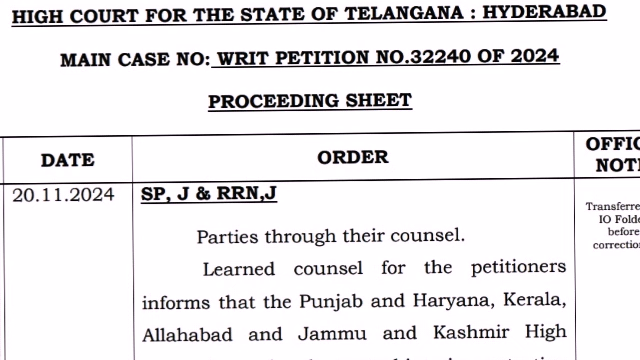 HIGH COURT FOR THE STATE OF TELANGANA : HYDERABAD
MAIN CASE NO: WRIT PETITION NO.32240 OF 2024
PROCEEDING SHEET
DATE
ORDER
20.11.2024
SP, J & RRN,J
Parties through their counsel.
Learned counsel for the petitioners
informs that the Punjab and Haryana, Kerala,
Allahabad and Jammu and Kashmir High
IO
before